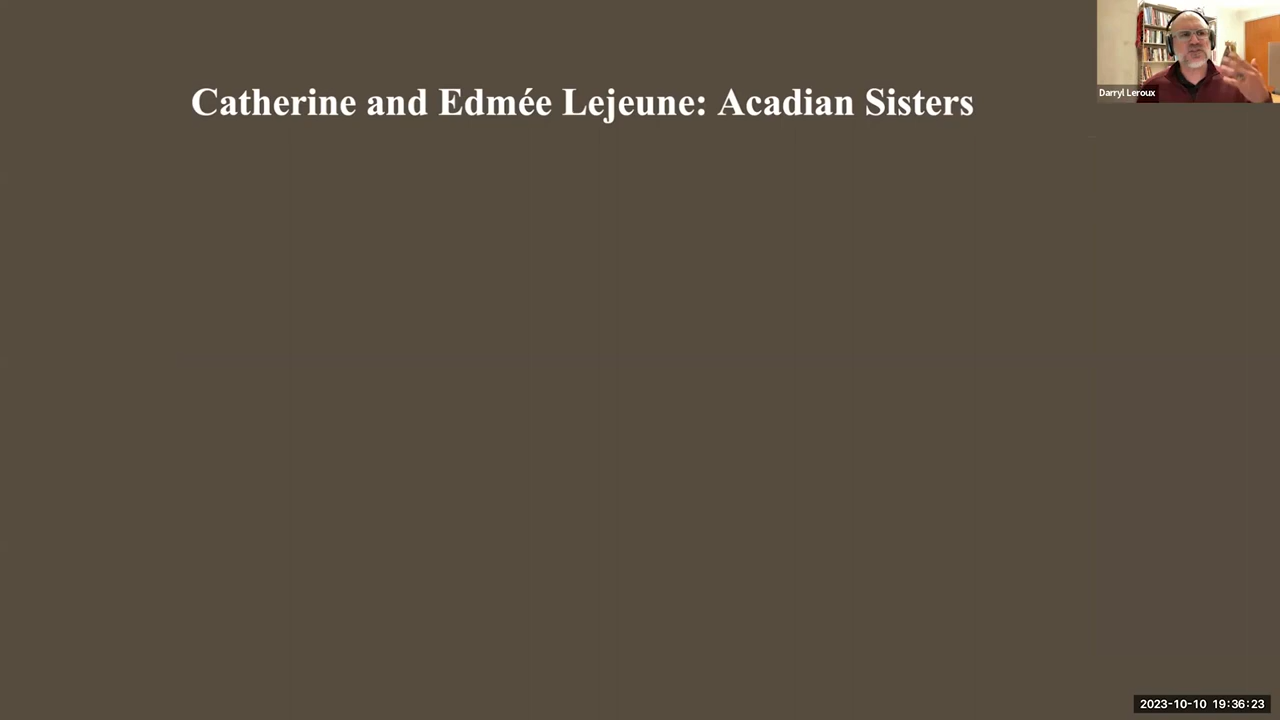 Catherine and Edmée Lejeune: Acadian Sisters
Darryl Leroux
2023-10-10 19:36:23